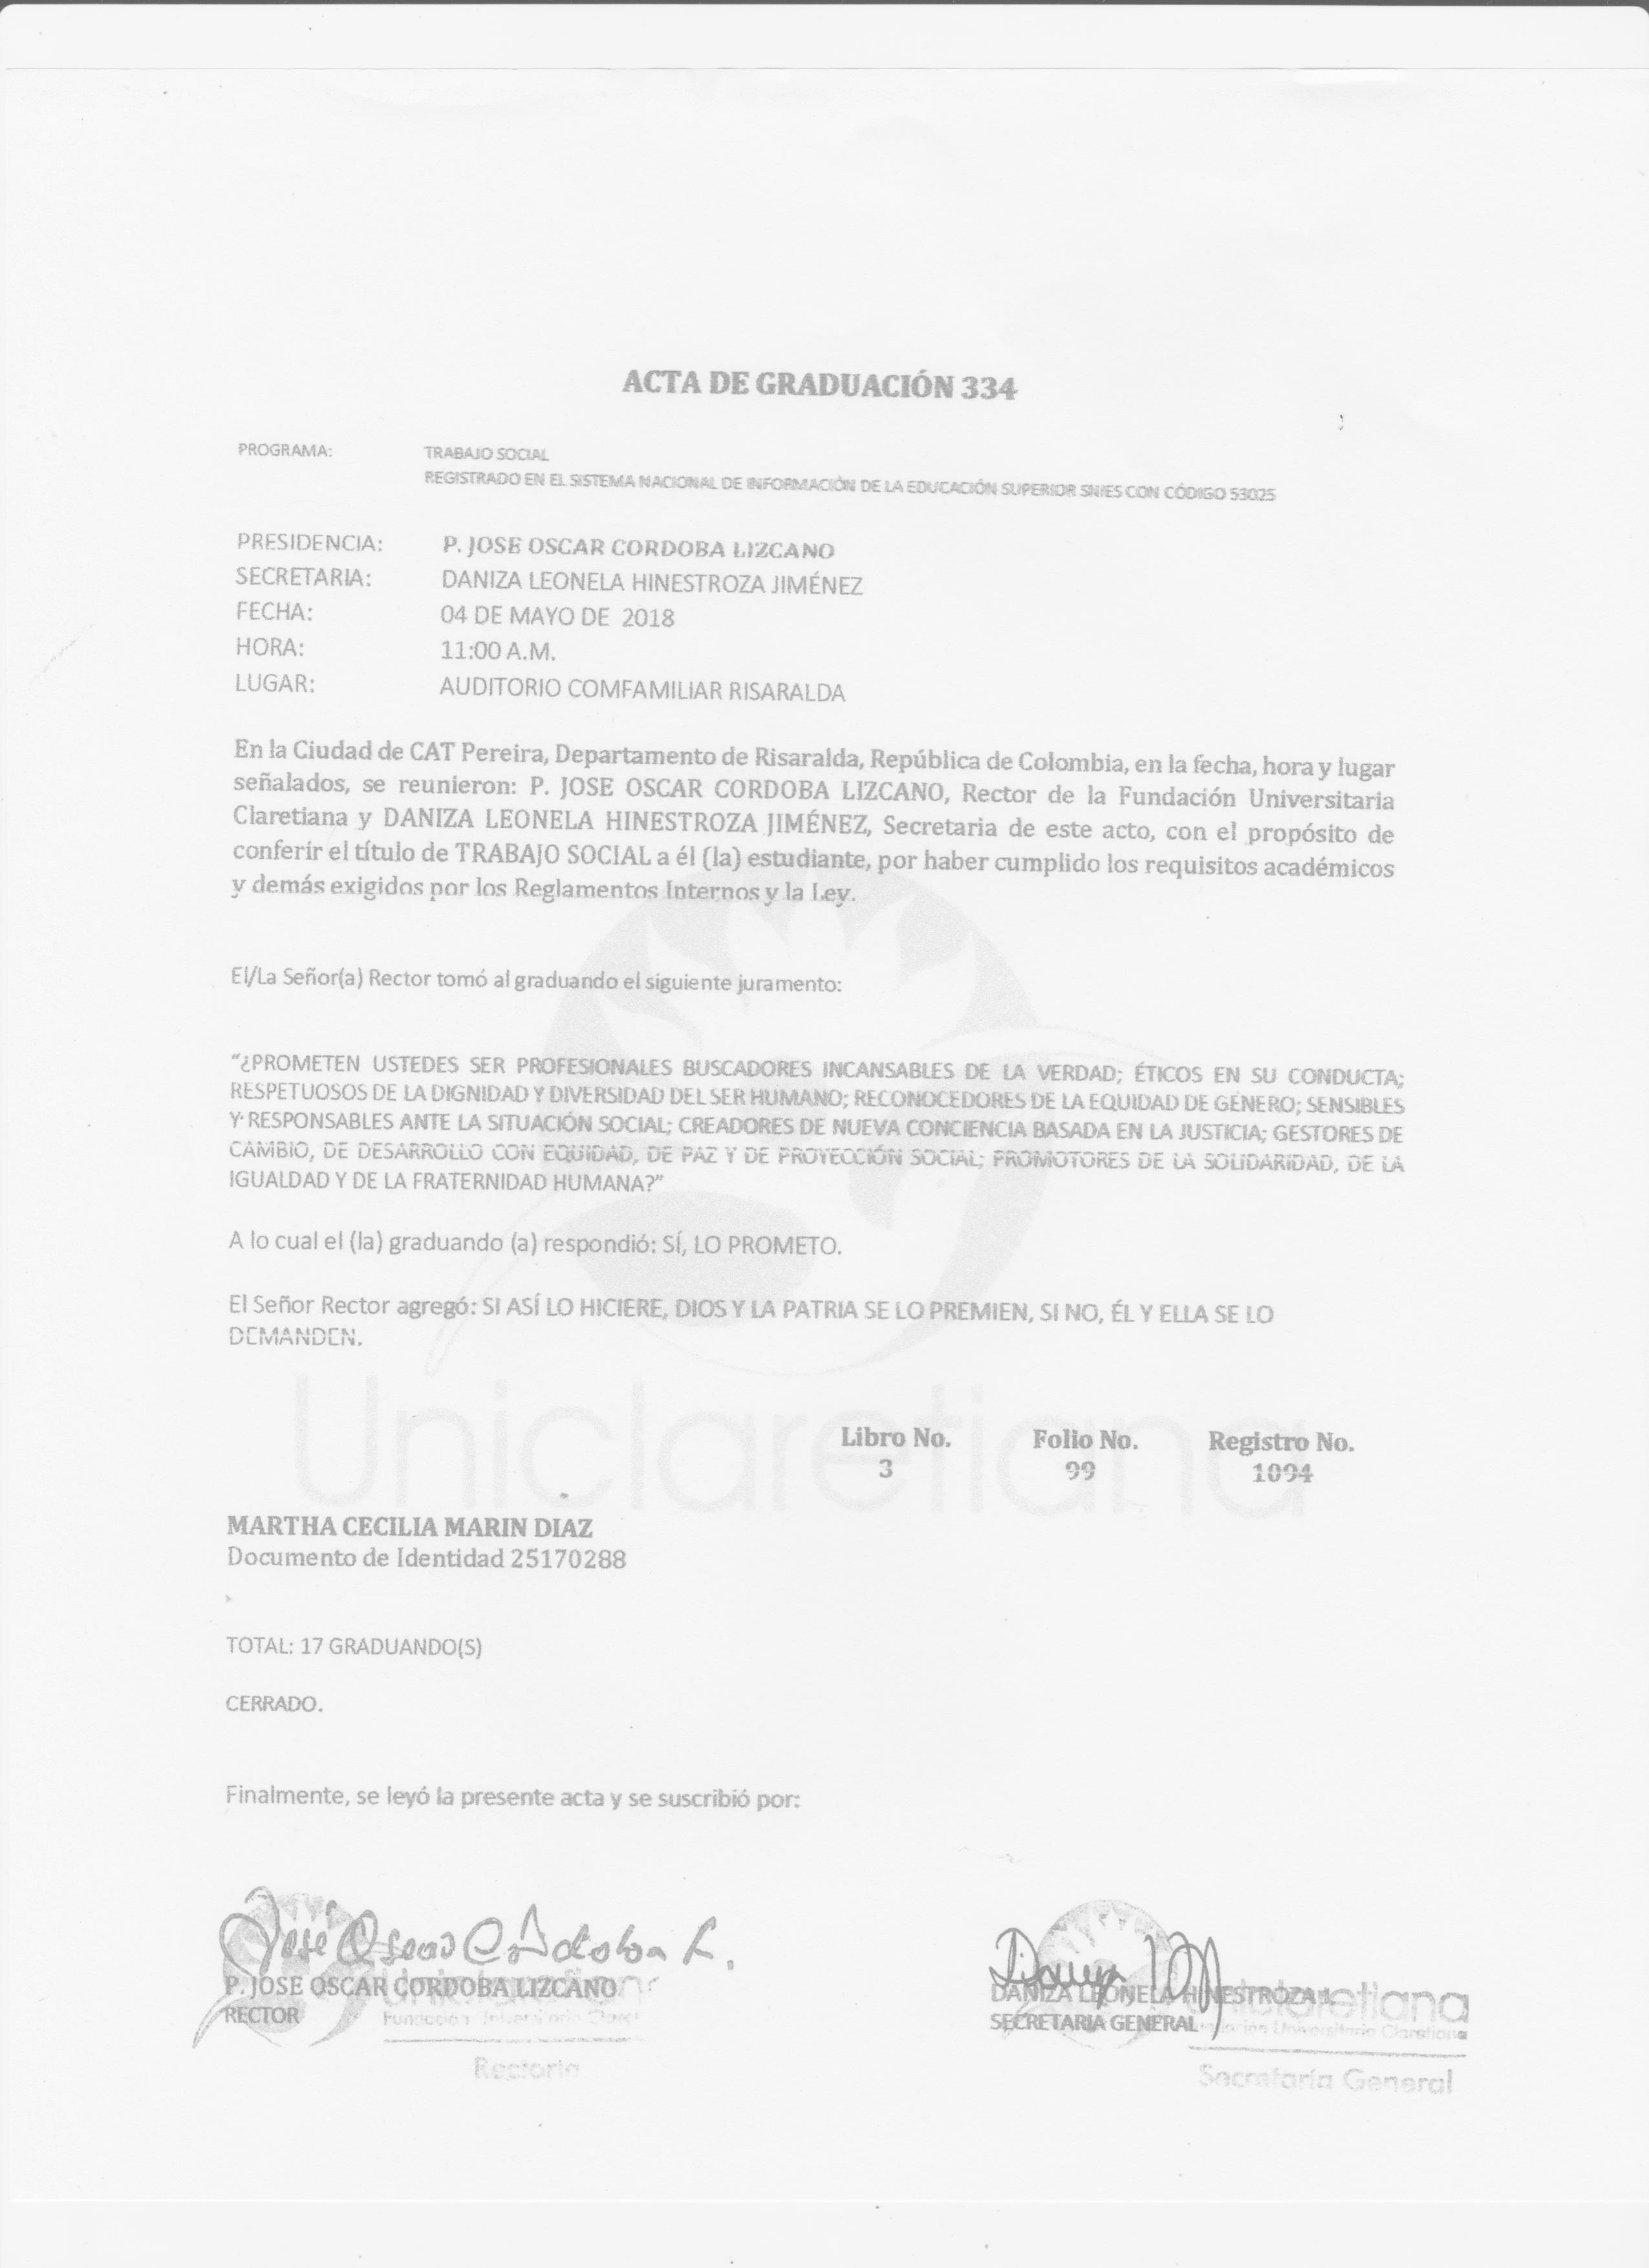 ACTA DE GRADUACIÓN 334
PROGRAMA: TRABAJO SOCIAL
REGISTRADO EN EL SISTEMA NACIONAL DE INFORMACIÓN DE LA EDUCACIÓN SUPERIOR SNIES CON CÓDIGO 53025
PRESIDENCIA: P. JOSE OSCAR CORDOBA LIZCANO
SECRETARIA: DANIZA LEONELA HINESTROZA JIMÉNEZ
FECHA: 04 DE MAYO DE 2018
HORA: 11:00 A.M.
LUGAR: AUDITORIO COMFAMILIAR RISARALDA
En la Ciudad de CAT Pereira, Departamento de Risaralda, República de Colombia, en la fecha, hora y lugar
señalados, se reunieron: P. JOSE OSCAR CORDOBA LIZCANO, Rector de la Fundación Universitaria
Claretiana y DANIZA LEONELA HINESTROZA JIMÉNEZ, Secretaria de este acto, con el propósito de
conferir el título de TRABAJO SOCIAL a él (la) estudiante, por haber cumplido los requisitos académicos
y demás exigidos por los Reglamentos Internos y la Ley.
El/La Señor(a) Rector tomó al graduando el siguiente juramento:
"¿PROMETEN USTEDES SER PROFESIONALES BUSCADORES INCANSABLES DE LA VERDAD; ÉTICOS EN SU CONDUCTA;
RESPETUOSOS DE LA DIGNIDAD Y DIVERSIDAD DEL SER HUMANO; RECONOCEDORES DE LA EQUIDAD DE GÉNERO; SENSIBLES
Y RESPONSABLES ANTE LA SITUACIÓN SOCIAL; CREADORES DE NUEVA CONCIENCIA BASADA EN LA JUSTICIA; GESTORES DE
CAMBIO, DE DESARROLLO CON EQUIDAD, DE PAZ Y DE PROYECCIÓN SOCIAL; PROMOTORES DE LA SOLIDARIDAD, DE LA
IGUALDAD Y DE LA FRATERNIDAD HUMANA?"
A lo cual el (la) graduando (a) respondió: SÍ, LO PROMETO.
El Señor Rector agregó: SI ASÍ LO HICIERE, DIOS Y LA PATRIA SE LO PREMIEN, SI NO, ÉL Y ELLA SE LO
DEMANDEN.
Uniclaretiana
Libro No. Folio No. Registro No.
3 99 1094
MARTHA CECILIA MARIN DIAZ
Documento de Identidad 25170288
TOTAL: 17 GRADUANDO(S)
CERRADO.
Finalmente, se leyó la presente acta y se suscribió por:
José Oscar Córdoba L.
P. JOSE OSCAR CORDOBA LIZCANO
RECTOR
Rectoría
DANIZA LEONELA HINESTROZA J.
SECRETARIA GENERAL
Fundación Universitaria Claretiana
Secretaría General